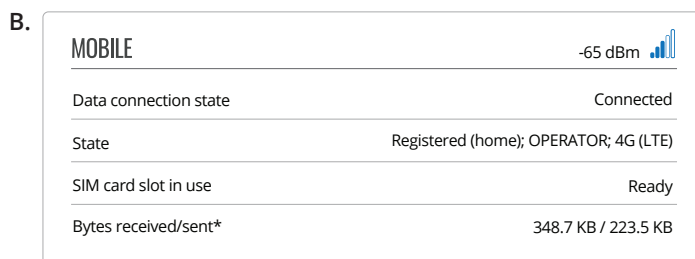 B.
MOBILE -65 dBm
Data connection state Connected
State Registered (home); OPERATOR; 4G (LTE)
SIM card slot in use Ready
Bytes received/sent* 348.7 KB / 223.5 KB